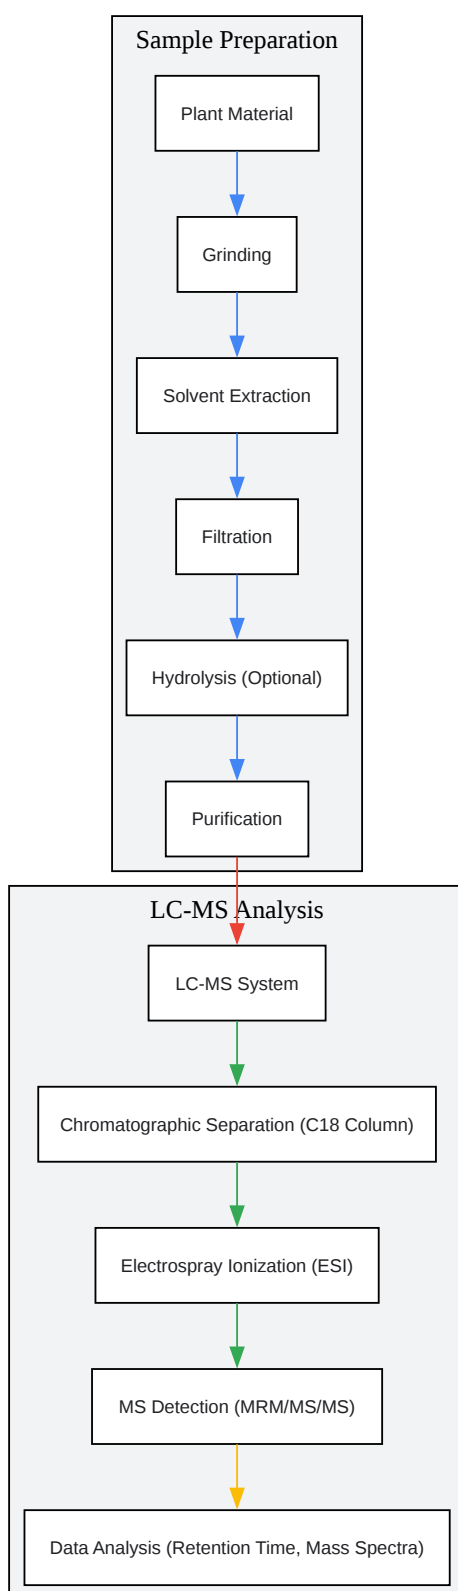 Sample Preparation
Plant Material
Grinding
Solvent Extraction
Filtration
Hydrolysis (Optional)
Purification
LC-MS Analysis
LC-MS System
Chromatographic Separation (C18 Column)
Electrospray Ionization (ESI)
MS Detection (MRM/MS/MS)
Data Analysis (Retention Time, Mass Spectra)